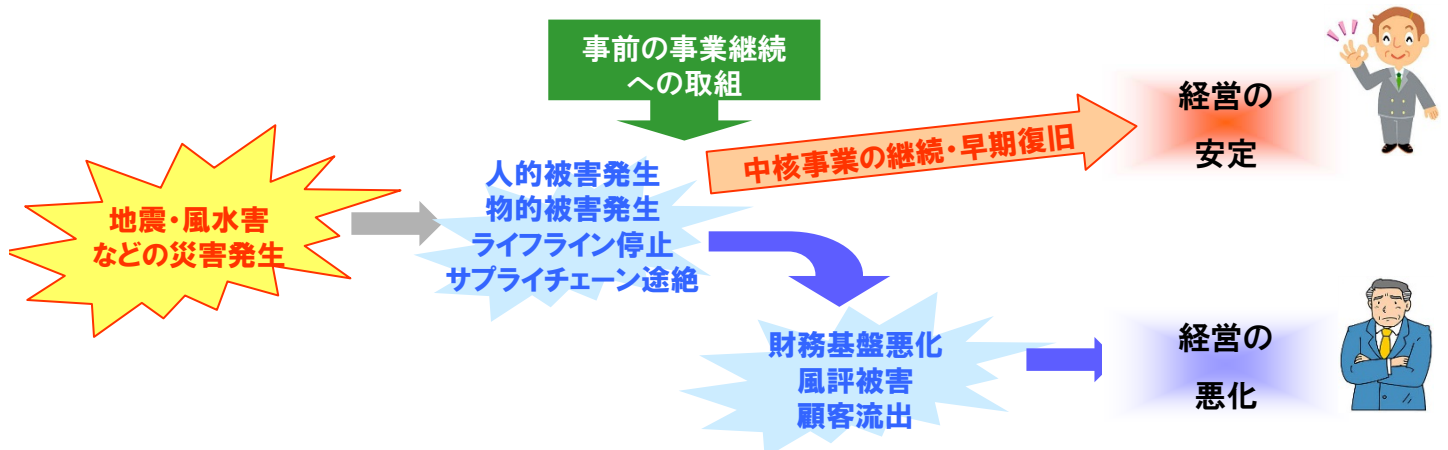 事前の事業継続
への取組
経営の
安定
中核事業の継続・早期復旧
人的被害発生
物的被害発生
ライフライン停止
サプライチェーン途絶
地震・風水害
などの災害発生
財務基盤悪化
風評被害
顧客流出
経営の
悪化